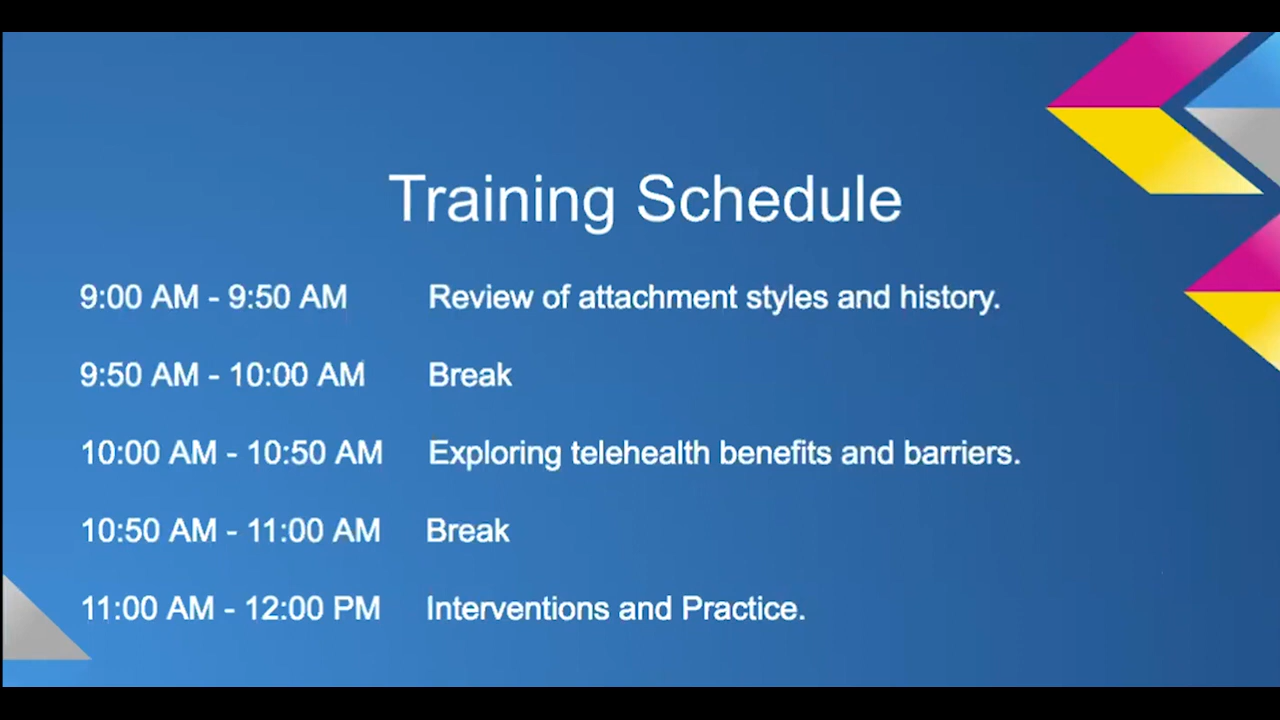 Training Schedule
9:00 AM - 9:50 AM Review of attachment styles and history.
9:50 AM - 10:00 AM Break
10:00 AM - 10:50 AM Exploring telehealth benefits and barriers.
10:50 AM - 11:00 AM Break
11:00 AM - 12:00 PM Interventions and Practice.